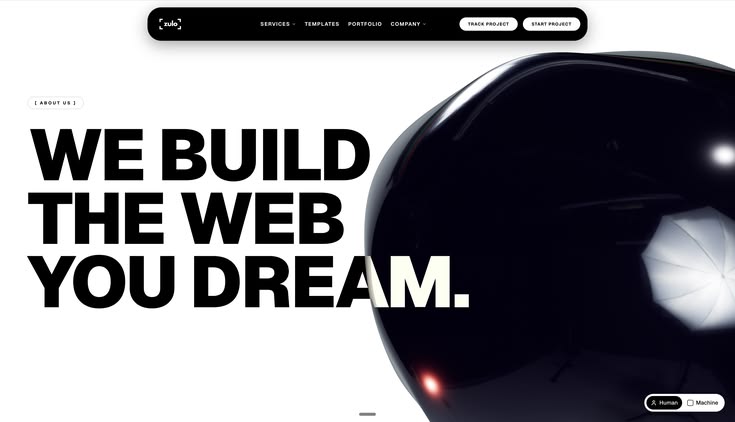 zulo
SERVICES
TEMPLATES
PORTFOLIO
COMPANY
TRACK PROJECT
START PROJECT
[ ABOUT US ]
WE BUILD
THE WEB
YOU DREAM.
Human
Machine